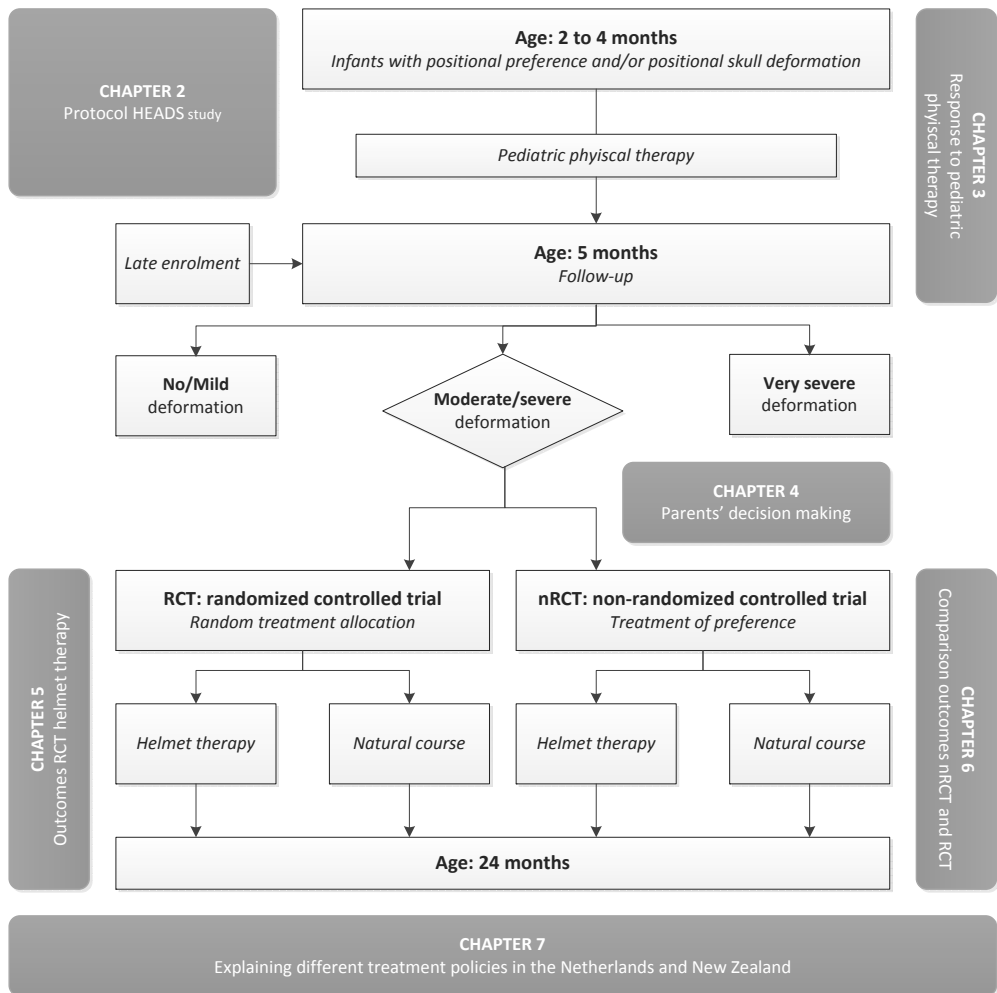 Age: 2 to 4 months
Infants with positional preference and/or positional skull deformation
CHAPTER 2
Protocol HEADS study
CHAPTER 3
Response to pediatric
phyiscal therapy
Pediatric phyiscal therapy
Late enrolment
Age: 5 months
Follow-up
No/Mild
deformation
Moderate/severe
deformation
Very severe
deformation
CHAPTER 4
Parents' decision making
CHAPTER 5
Outcomes RCT helmet therapy
RCT: randomized controlled trial
Random treatment allocation
nRCT: non-randomized controlled trial
Treatment of preference
CHAPTER 6
Comparison outcomes nRCT and RCT
Helmet therapy
Natural course
Helmet therapy
Natural course
Age: 24 months
CHAPTER 7
Explaining different treatment policies in the Netherlands and New Zealand